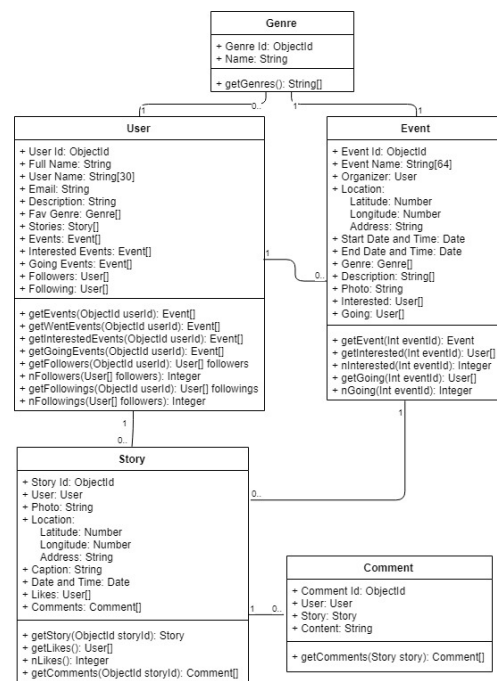 Genre
+ Genre Id: ObjectId
+ Name: String
+ getGenres(): String[]
1
0..
1
1
User
+ User Id: ObjectId
+ Full Name: String
+ User Name: String[30]
+ Email: String
+ Description: String
+ Fav Genre: Genre[]
+ Stories: Story[]
+ Events: Event[]
+ Interested Events: Event[]
+ Going Events: Event[]
+ Followers: User[]
+ Following: User[]
+ getEvents(ObjectId userId): Event[]
+ getWentEvents(ObjectId userId): Event[]
+ getInterestedEvents(ObjectId userId): Event[]
+ getGoingEvents(ObjectId userId): Event[]
+ getFollowers(ObjectId userId): User[] followers
+ nFollowers(User[] followers): Integer
+ getFollowings(ObjectId userId): User[] followings
+ nFollowings(User[] followers): Integer
1
0..
Event
+ Event Id: ObjectId
+ Event Name: String[64]
+ Organizer: User
+ Location:
Latitude: Number
Longitude: Number
Address: String
+ Start Date and Time: Date
+ End Date and Time: Date
+ Genre: Genre[]
+ Description: String[]
+ Photo: String
+ Interested: User[]
+ Going: User[]
+ getEvent(Int eventId): Event
+ getInterested(Int eventId): User[]
+ nInterested(Int eventId): Integer
+ getGoing(Int eventId): User[]
+ nGoing(Int eventId): Integer
1
0..
1
0..
Story
+ Story Id: ObjectId
+ User: User
+ Photo: String
+ Location:
Latitude: Number
Longitude: Number
Address: String
+ Caption: String
+ Date and Time: Date
+ Likes: User[]
+ Comments: Comment[]
+ getStory(ObjectId storyId): Story
+ getLikes(): User[]
+ nLikes(): Integer
+ getComments(ObjectId storyId): Comment[]
1
0..
Comment
+ Comment Id: ObjectId
+ User: User
+ Story: Story
+ Content: String
+ getComments(Story story): Comment[]